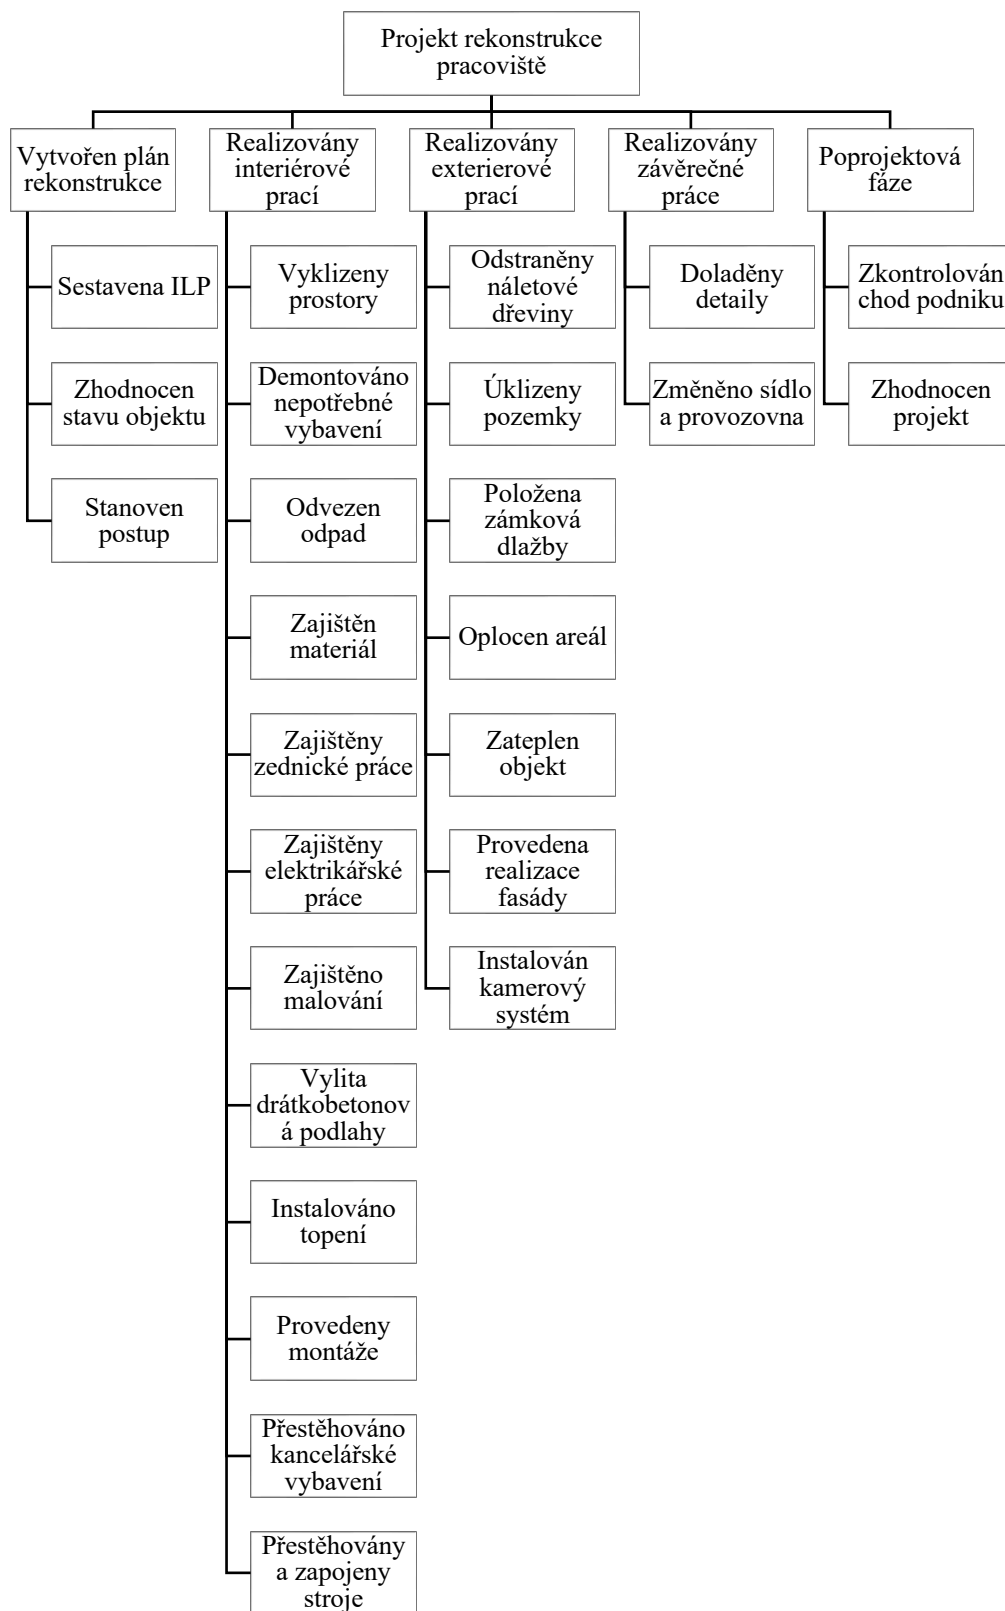 Projekt rekonstrukce
pracoviště
Vytvořen plán
rekonstrukce
Sestavena ILP
Zhodnocen
stavu objektu
Stanoven
postup
Realizovány
interiérové
prací
Vyklizeny
prostory
Demontováno
nepotřebné
vybavení
Odvezen
odpad
Zajištěn
materiál
Zajištěny
zednické práce
Zajištěny
elektrikářské
práce
Zajištěno
malování
Vylita
drátkobetonov
á podlahy
Instalováno
topení
Provedeny
montáže
Přestěhováno
kancelářské
vybavení
Přestěhovány
a zapojeny
stroje
Realizovány
exterierové
prací
Odstraněny
náletové
dřeviny
Úklizeny
pozemky
Položena
zámková
dlažby
Oplocen areál
Zateplen
objekt
Provedena
realizace
fasády
Instalován
kamerový
systém
Realizovány
závěrečné
práce
Doladěny
detaily
Změněno sídlo
a provozovna
Poprojektová
fáze
Zkontrolován
chod podniku
Zhodnocen
projekt